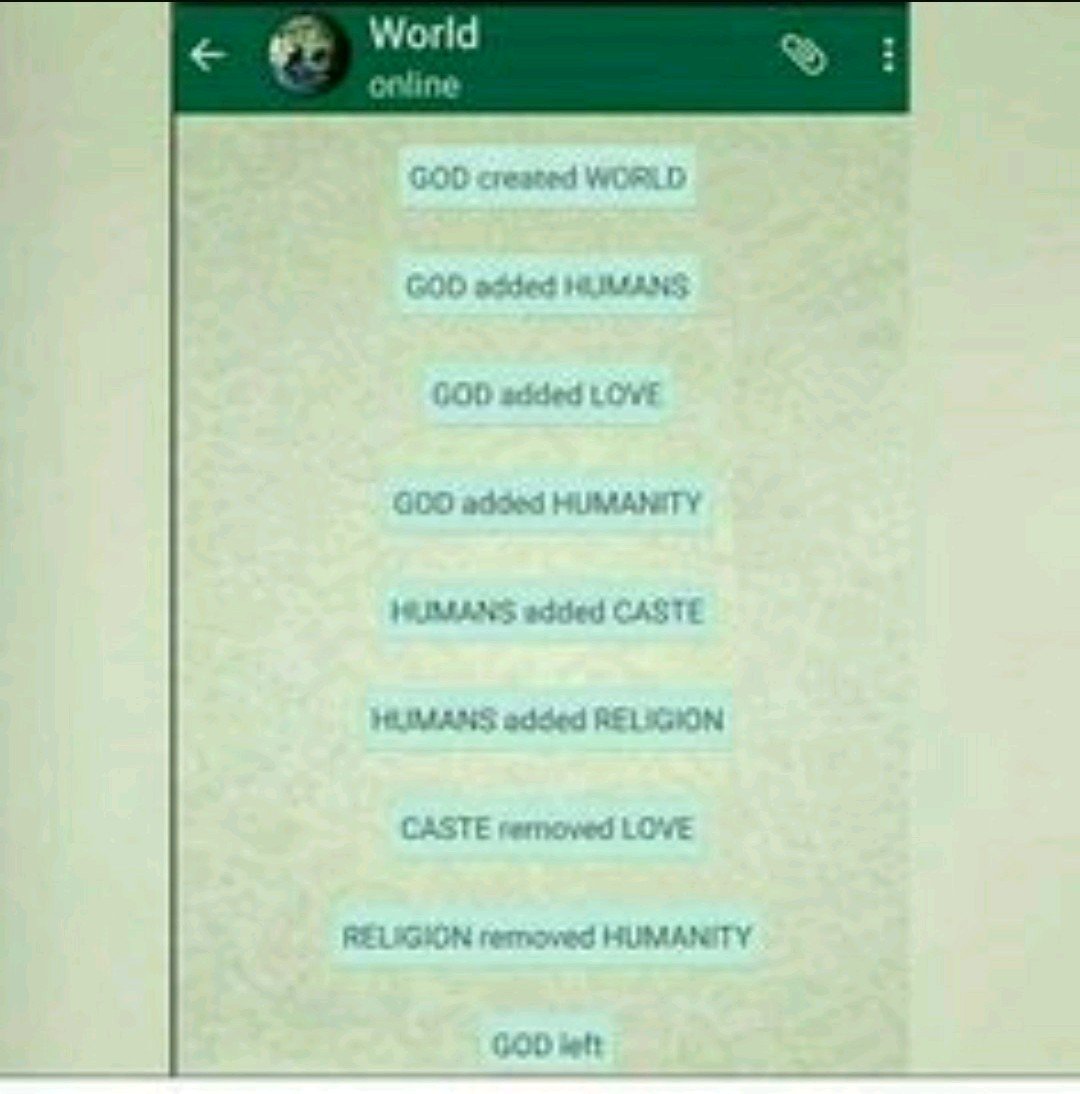 World
online
GOD created WORLD
GOD added HUMANS
GOD added LOVE
GOD added HUMANITY
HUMANS added CASTE
HUMANS added RELIGION
CASTE removed LOVE
RELIGION removed HUMANITY
GOD left